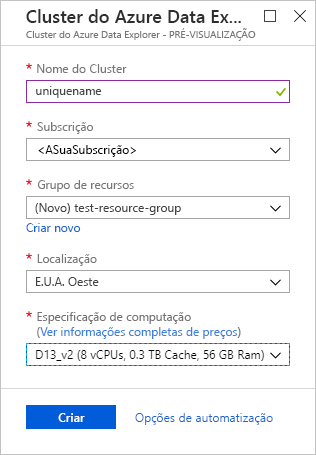 Cluster do Azure Data Ex...
Cluster do Azure Data Explorer - PRÉ-VISUALIZAÇÃO
* Nome do Cluster
uniquename
* Subscrição
<ASuaSubscrição>
* Grupo de recursos
(Novo) test-resource-group
Criar novo
* Localização
E.U.A. Oeste
* Especificação de computação
(Ver informações completas de preços)
D13_v2 (8 vCPUs, 0.3 TB Cache, 56 GB Ram)
Criar Opções de automatização